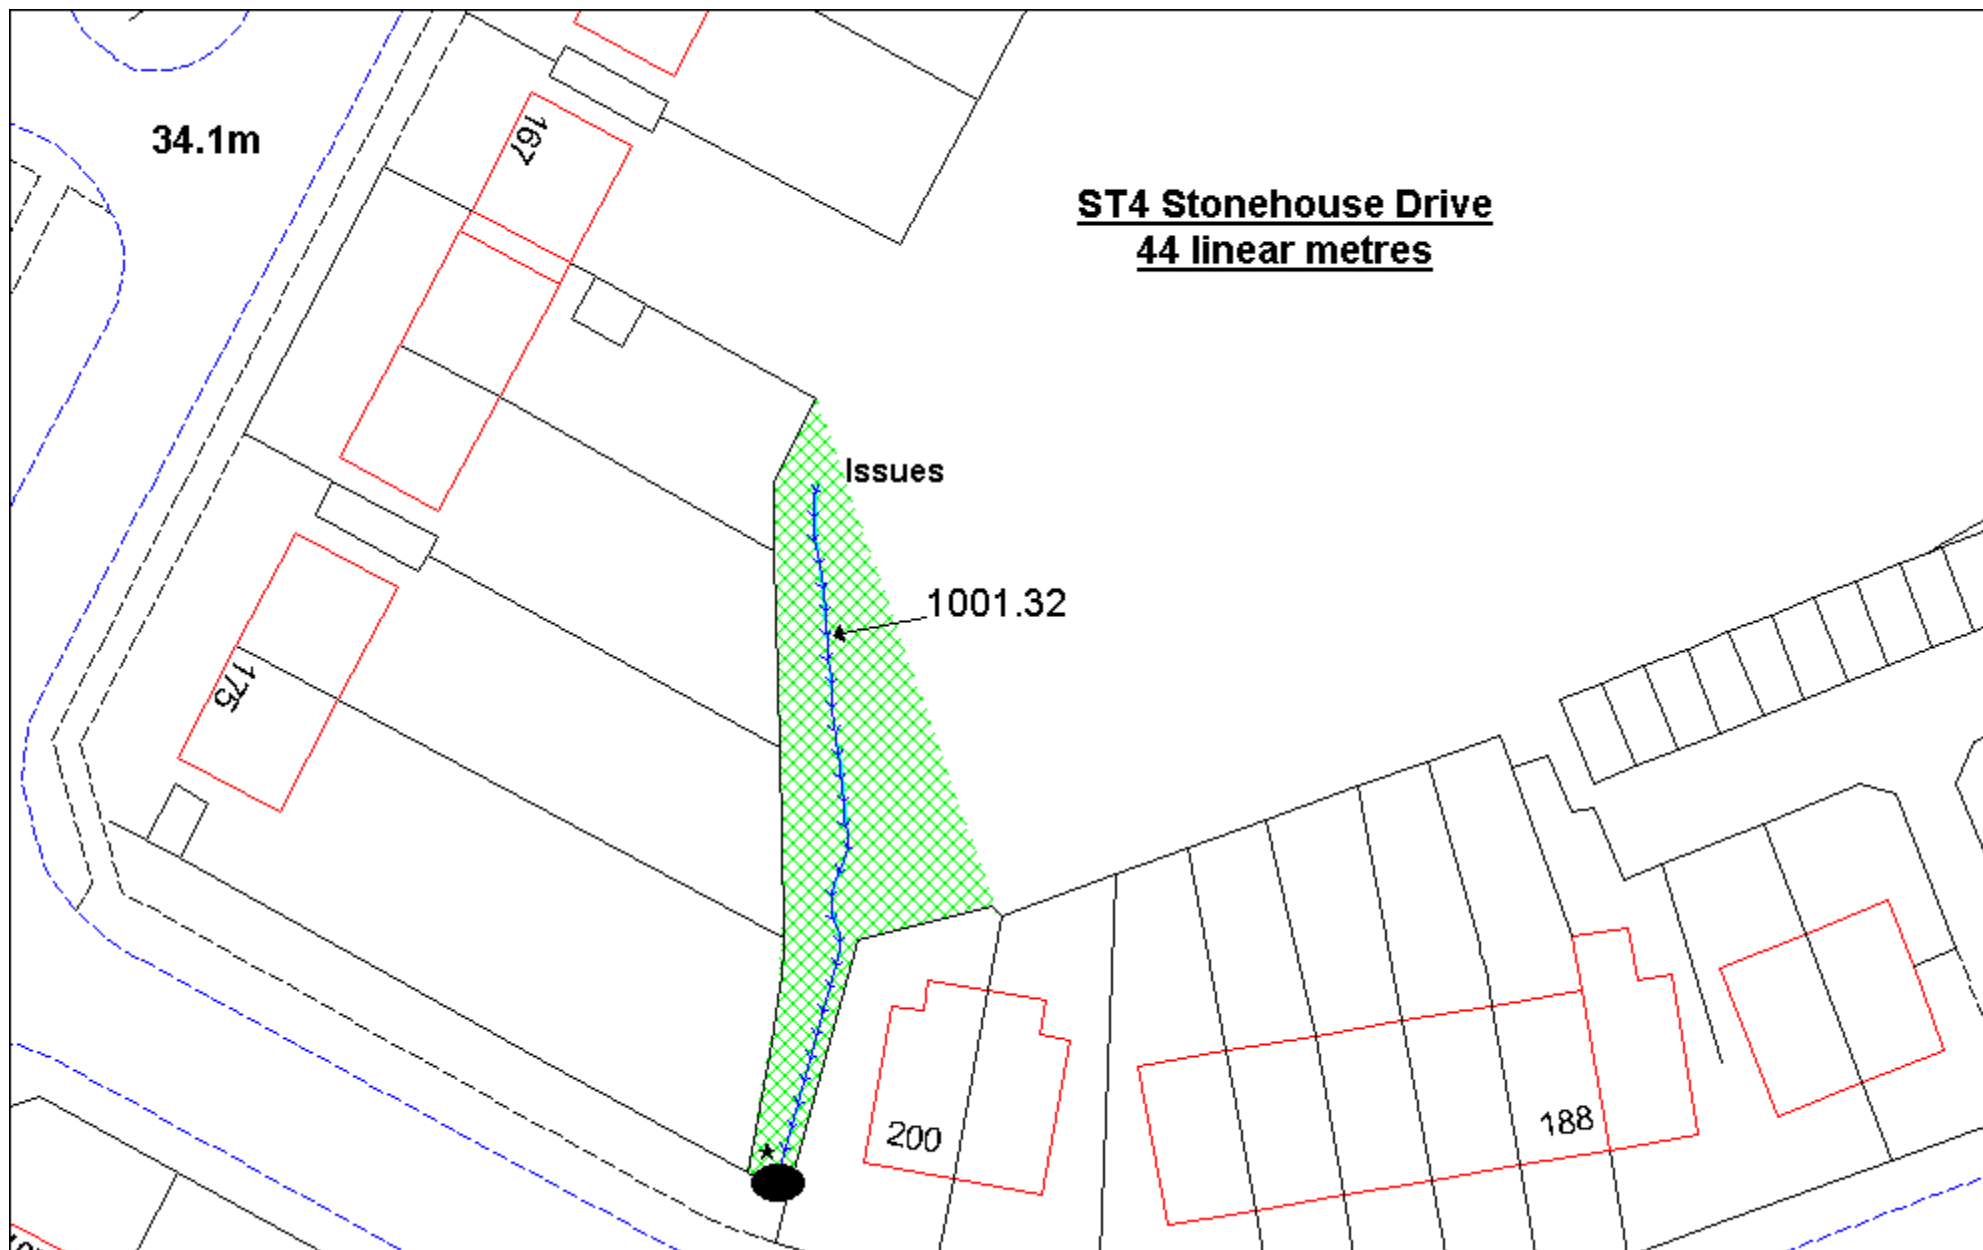 34.1m
167
ST4 Stonehouse Drive
44 linear metres
Issues
1001.32
175
200
188